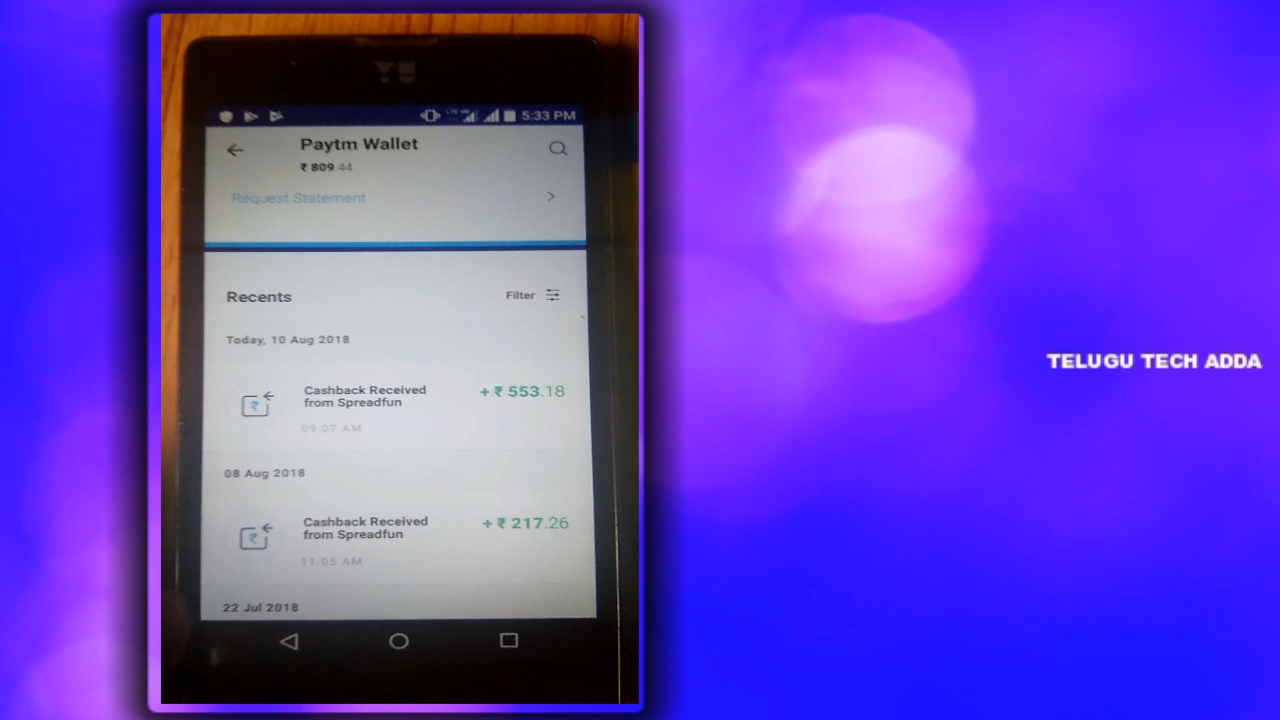 YU
5:33 PM
Paytm Wallet
₹ 809.44
Request Statement
Recents
Filter
Today, 10 Aug 2018
Cashback Received
from Spreadfun
+ ₹ 553.18
09:07 AM
08 Aug 2018
Cashback Received
from Spreadfun
+ ₹ 217.26
11:05 AM
22 Jul 2018
TELUGU TECH ADDA